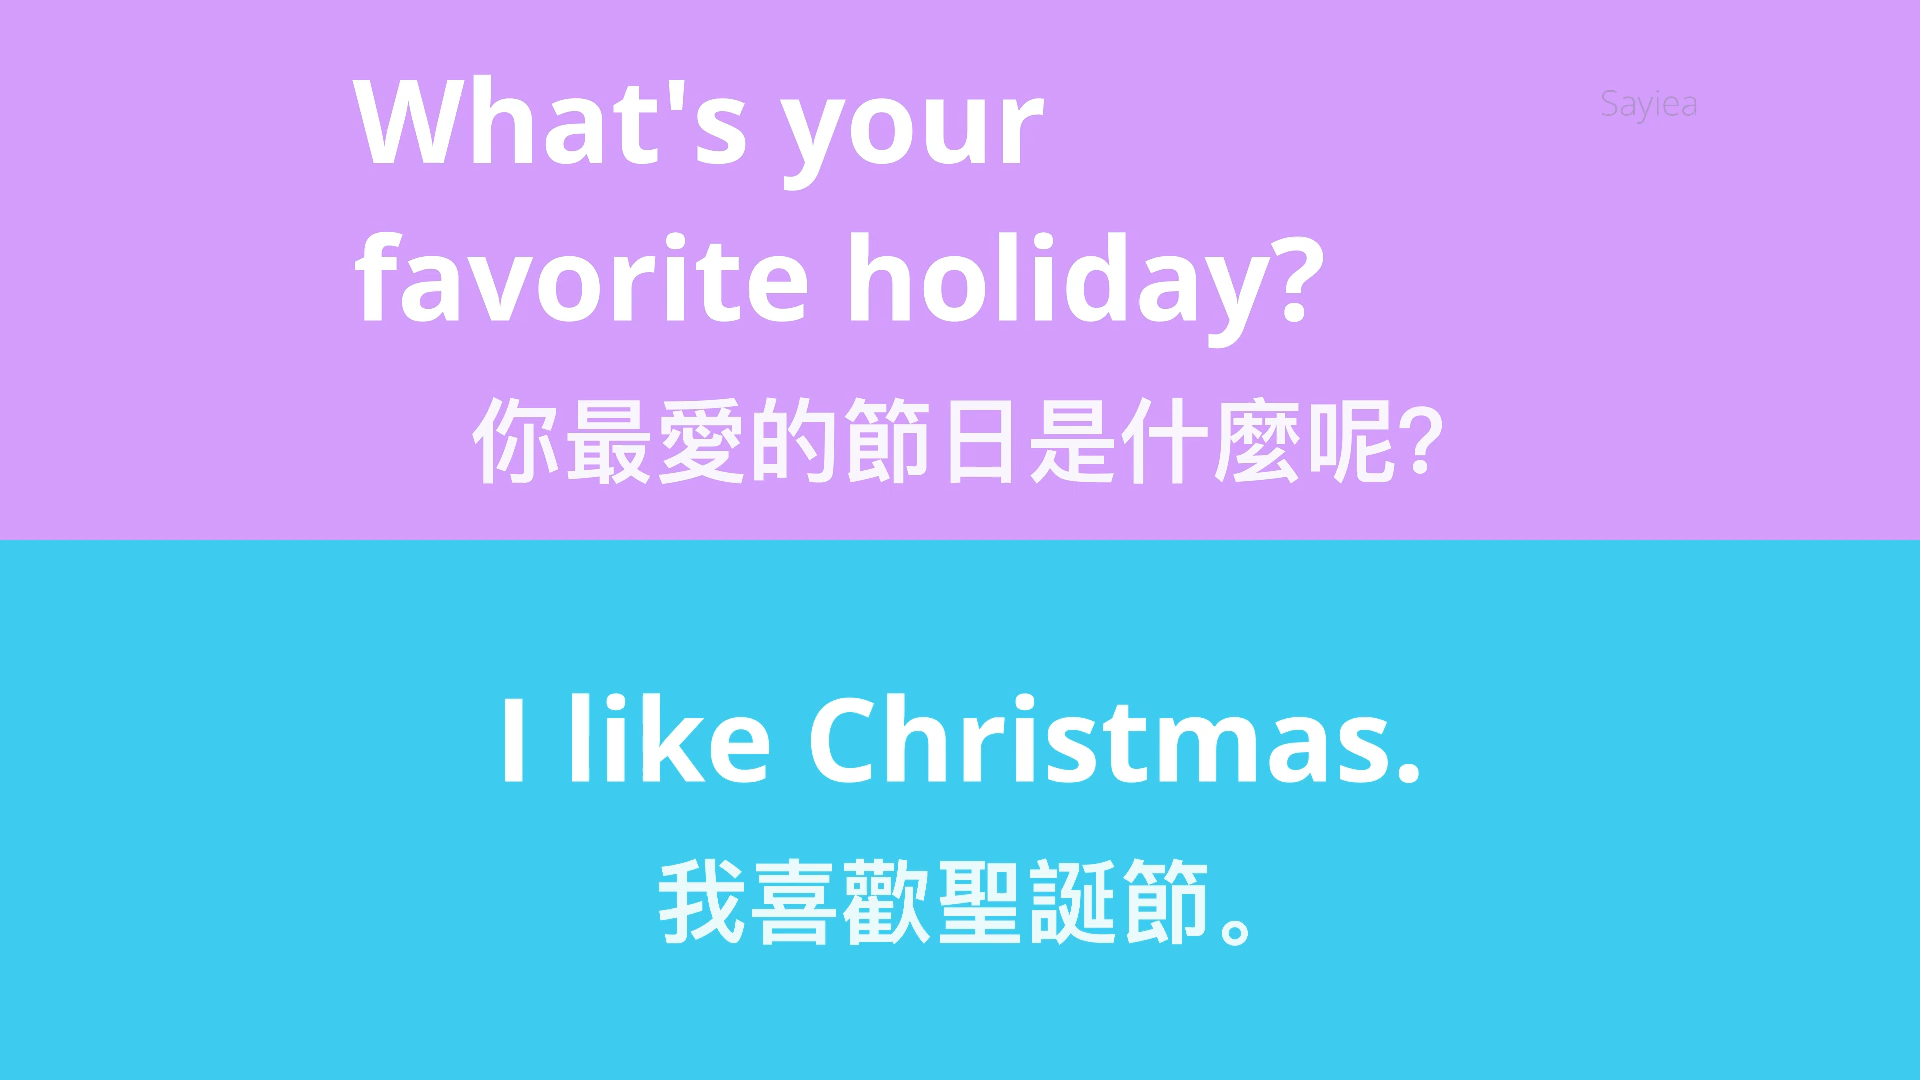 What's your
Sayiea
favorite holiday?
你最愛的節日是什麼呢?
I like Christmas.
我喜歡聖誕節。